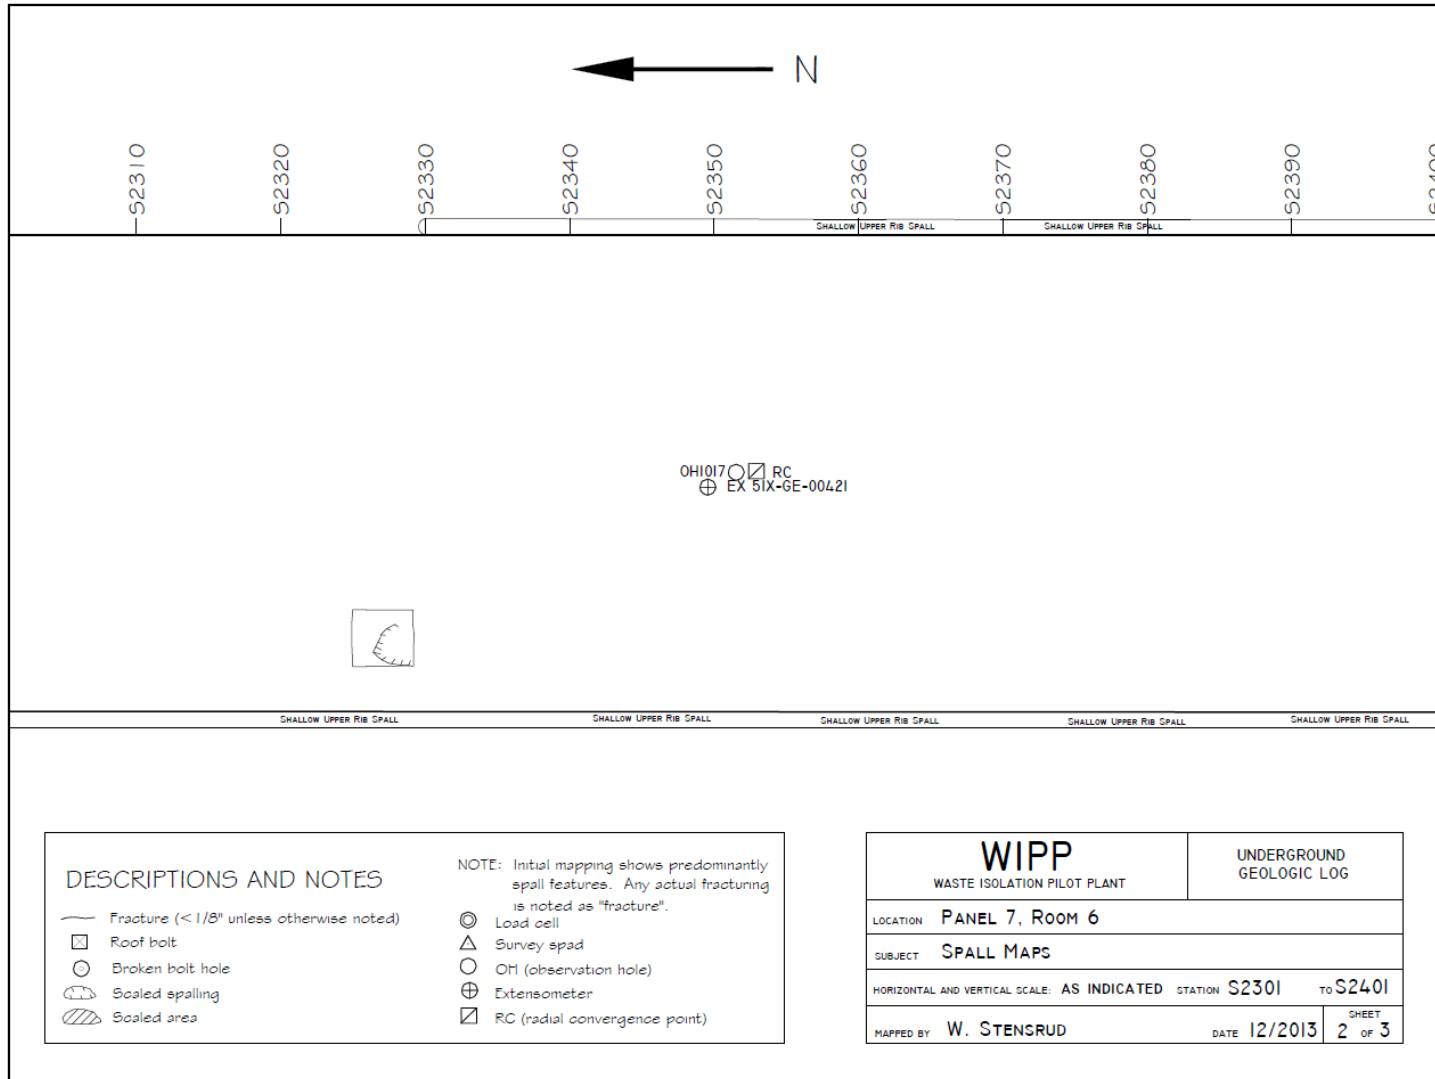 N
S2310 S2320 S2330 S2340 S2350 S2360 S2370 S2380 S2390 S2400
SHALLOW UPPER RIB SPALL SHALLOW UPPER RIB SPALL
OH1017 RC
EX 51X-GE-00421
SHALLOW UPPER RIB SPALL SHALLOW UPPER RIB SPALL SHALLOW UPPER RIB SPALL SHALLOW UPPER RIB SPALL SHALLOW UPPER RIB SPALL
DESCRIPTIONS AND NOTES
Fracture (<1/8" unless otherwise noted)
Roof bolt
Broken bolt hole
Scaled spalling
Scaled area
NOTE: Initial mapping shows predominantly
spall features. Any actual fracturing
is noted as "fracture".
Load cell
Survey spad
OH (observation hole)
Extensometer
RC (radial convergence point)
WIPP
WASTE ISOLATION PILOT PLANT
UNDERGROUND
GEOLOGIC LOG
LOCATION PANEL 7, ROOM 6
SUBJECT SPALL MAPS
HORIZONTAL AND VERTICAL SCALE: AS INDICATED STATION S2301 TO S2401
MAPPED BY W. STENSRUD DATE 12/2013
SHEET
2 OF 3